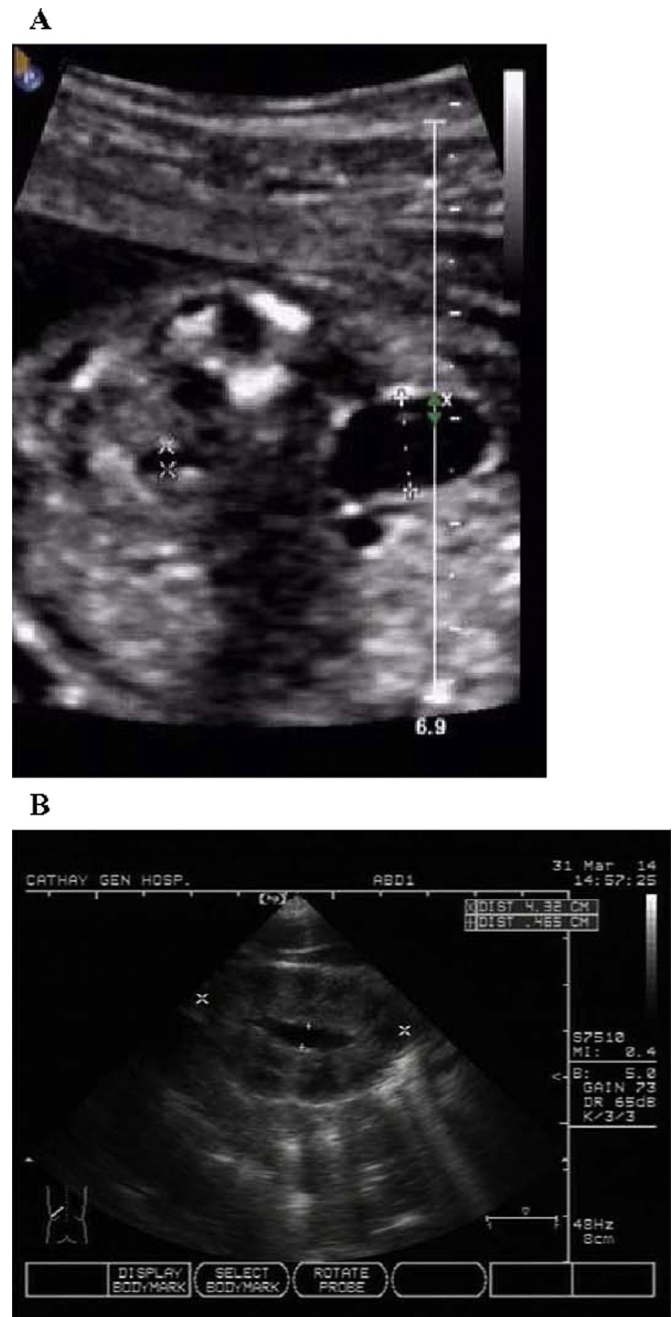 A
P
6.9
B
31 Mar 14
CATHAY GEN HOSP. ABD1 14:57:25
DIST 4.32 CM
DIST .465 CM
S7510
MI: 0.4
B: 5.0
GAIN 73
DR 65dB
K/3/3
48Hz
8cm
DISPLAY BODYMARK
SELECT BODYMARK
ROTATE PROBE